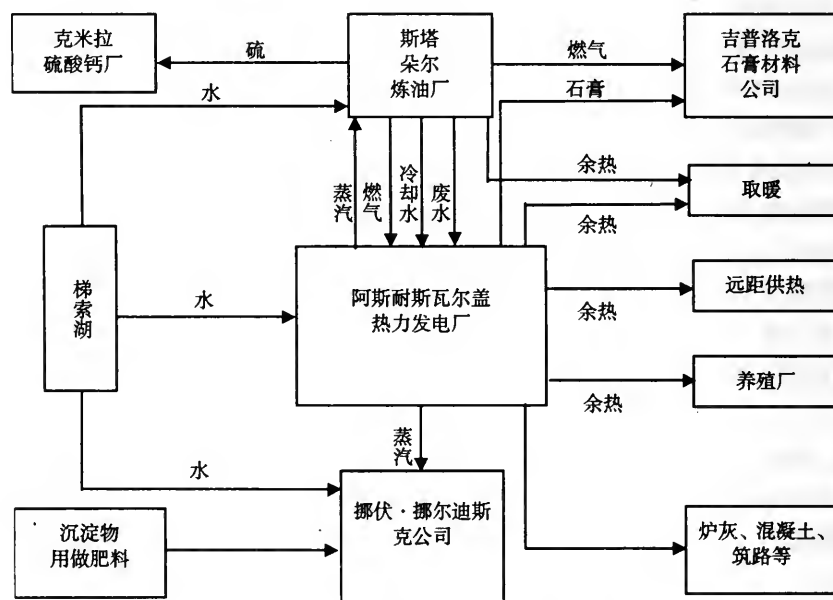 克米拉
硫酸钙厂
硫
斯塔
朵尔
炼油厂
燃气
石膏
吉普洛克
石膏材料
公司
水
蒸汽
燃气
冷却水
废水
余热
余热
取暖
梯索湖
水
阿斯耐斯瓦尔盖
热力发电厂
余热
远距供热
余热
养殖厂
蒸汽
水
挪伏·挪尔迪斯
克公司
沉淀物
用做肥料
炉灰、混凝土、
筑路等